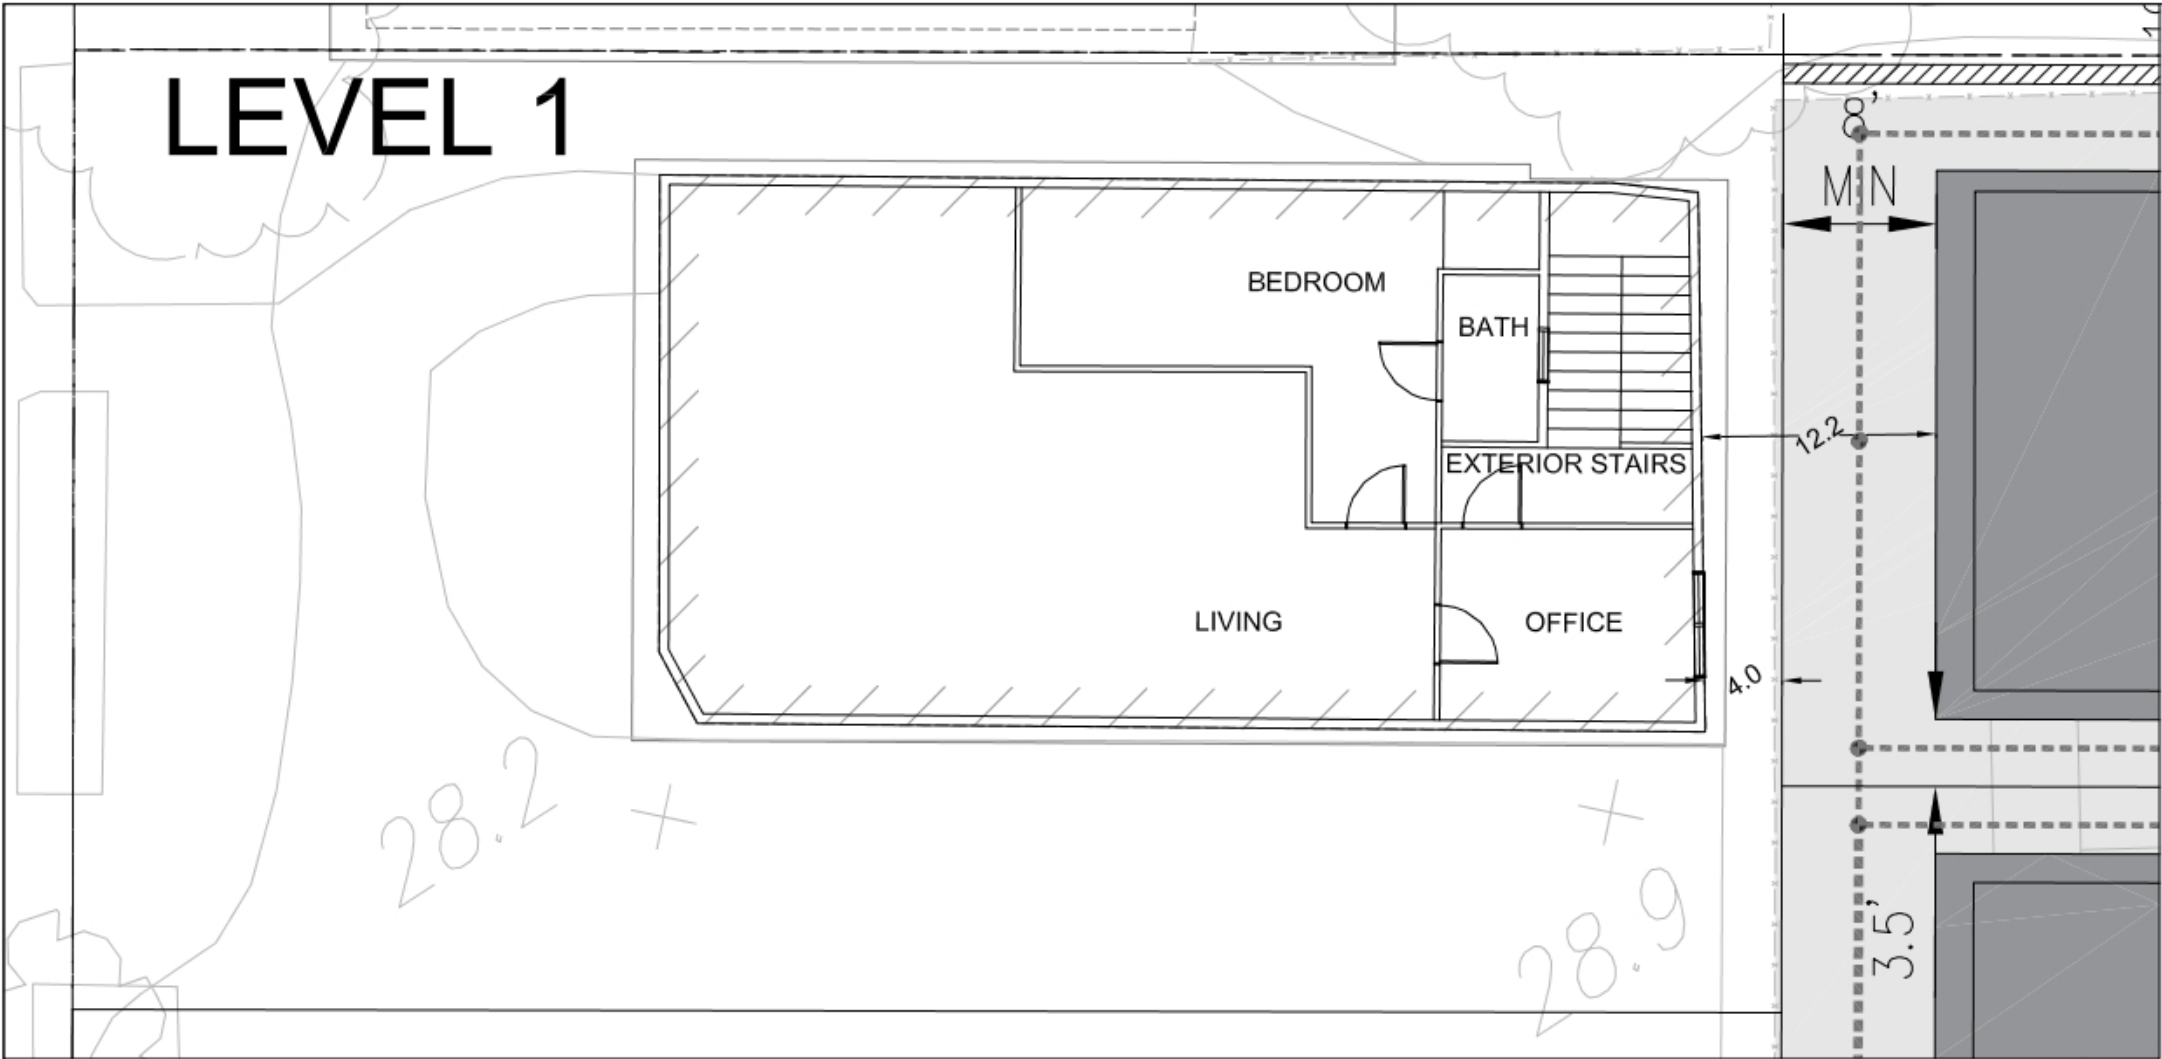 LEVEL 1
8'
MIN
BEDROOM
BATH
12.2
EXTERIOR STAIRS
LIVING
OFFICE
4.0
28.2
28.9
3.5'